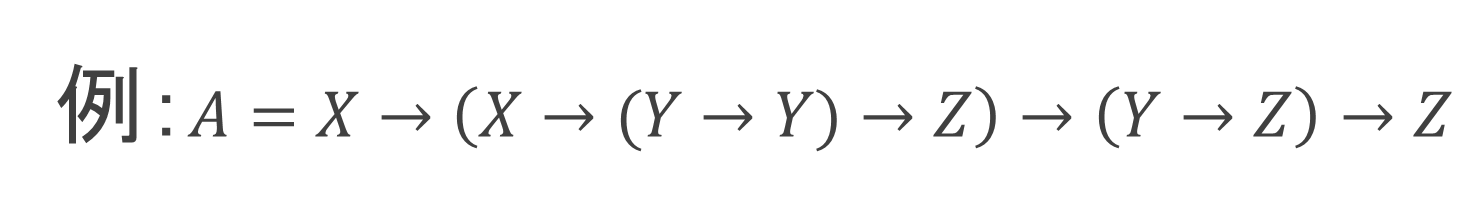 例:A = X → (X → (Y → Y) → Z) → (Y → Z) → Z